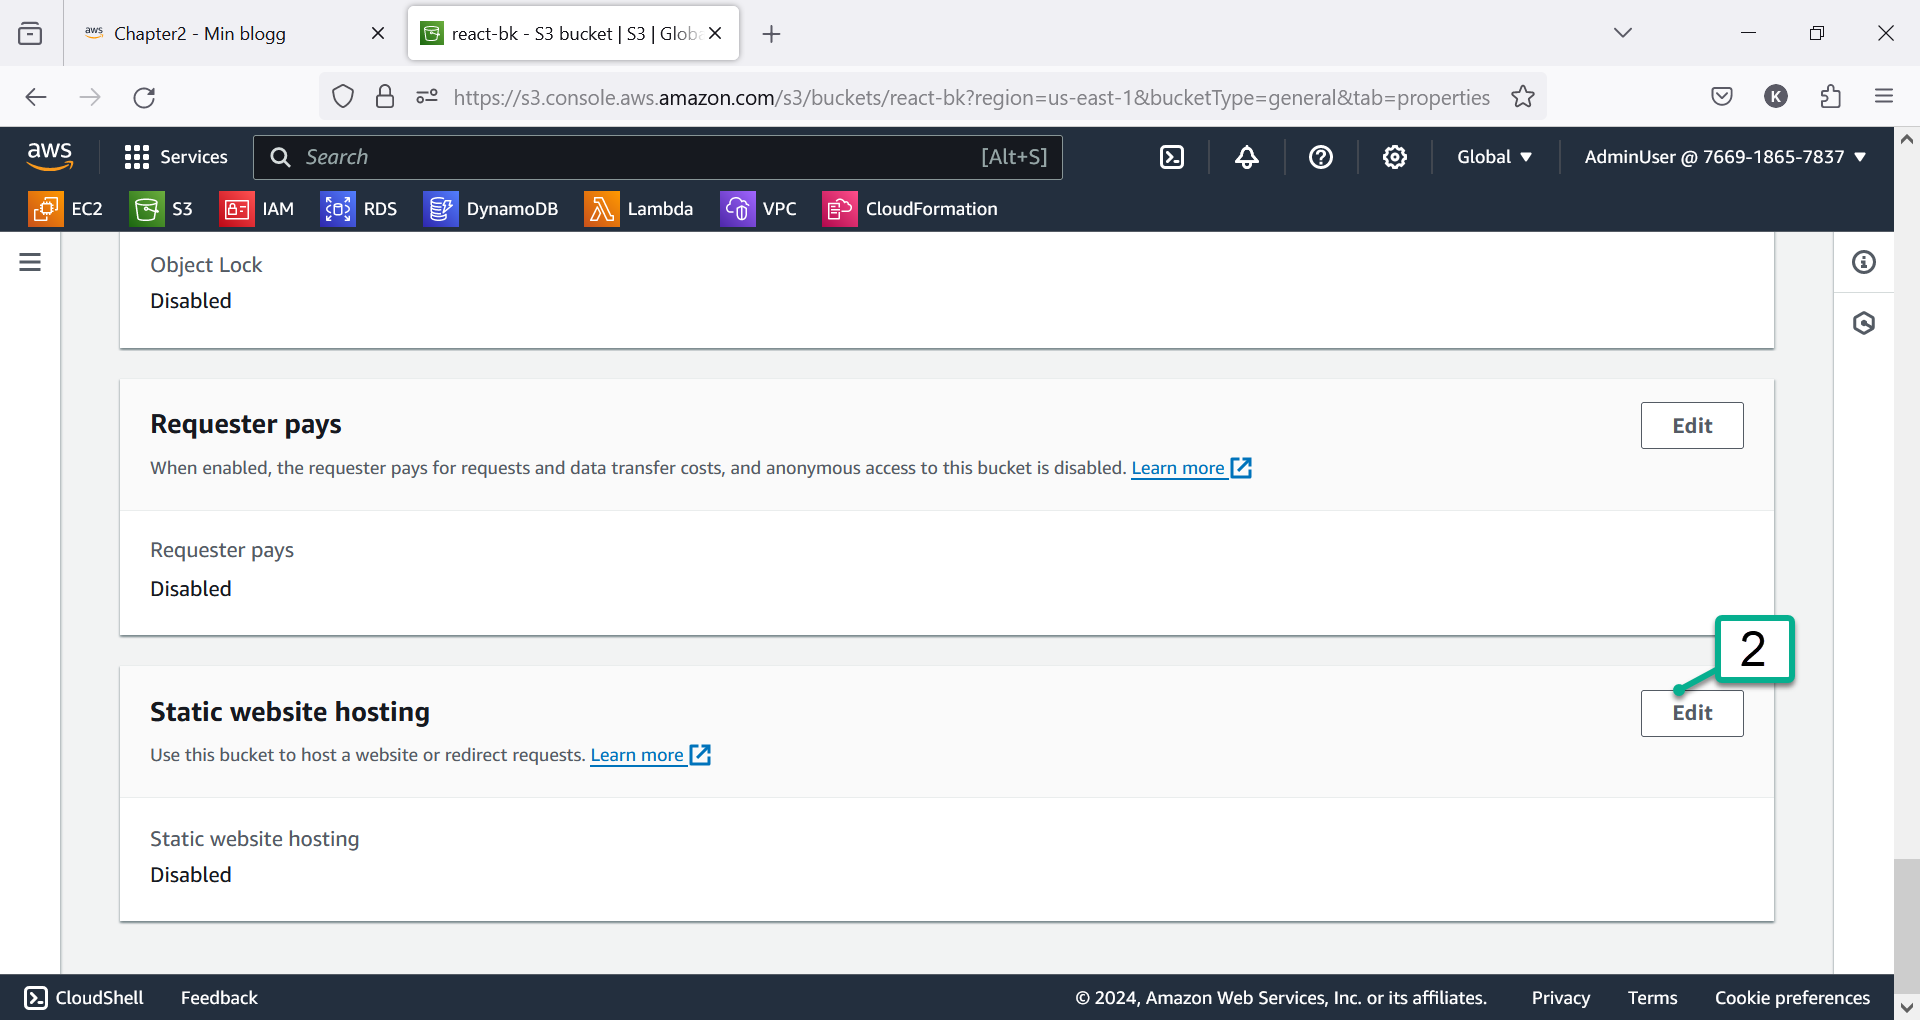 Chapter2 - Min blogg
react-bk - S3 bucket | S3 | Glob
https://s3.console.aws.amazon.com/s3/buckets/react-bk?region=us-east-1&bucketType=general&tab=properties
K
aws
Services
Search
[Alt+S]
Global
AdminUser @ 7669-1865-7837
EC2
S3
IAM
RDS
DynamoDB
Lambda
VPC
CloudFormation
Object Lock
Disabled
Requester pays
Edit
When enabled, the requester pays for requests and data transfer costs, and anonymous access to this bucket is disabled. Learn more
Requester pays
Disabled
2
Static website hosting
Edit
Use this bucket to host a website or redirect requests. Learn more
Static website hosting
Disabled
CloudShell
Feedback
© 2024, Amazon Web Services, Inc. or its affiliates.
Privacy
Terms
Cookie preferences